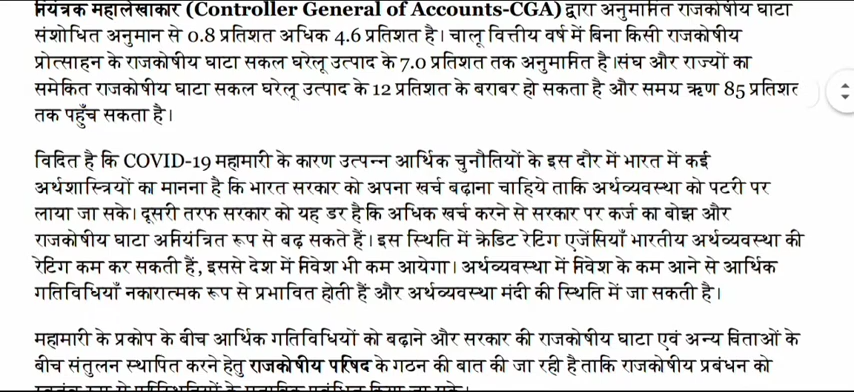 नियंत्रक महालेखाकार (Controller General of Accounts-CGA) द्वारा अनुमानित राजकोषीय घाटा
संशोधित अनुमान से 0.8 प्रतिशत अधिक 4.6 प्रतिशत है। चालू वित्तीय वर्ष में बिना किसी राजकोषीय
प्रोत्साहन के राजकोषीय घाटा सकल घरेलू उत्पाद के 7.0 प्रतिशत तक अनुमानित है।संघ और राज्यों का
समेकित राजकोषीय घाटा सकल घरेलू उत्पाद के 12 प्रतिशत के बराबर हो सकता है और समग्र ऋण 85 प्रतिशत
तक पहुँच सकता है।
विदित है कि COVID-19 महामारी के कारण उत्पन्न आर्थिक चुनौतियों के इस दौर में भारत में कई
अर्थशास्त्रियों का मानना है कि भारत सरकार को अपना खर्च बढ़ाना चाहिये ताकि अर्थव्यवस्था को पटरी पर
लाया जा सके। दूसरी तरफ सरकार को यह डर है कि अधिक खर्च करने से सरकार पर कर्ज का बोझ और
राजकोषीय घाटा अनियंत्रित रूप से बढ़ सकते हैं। इस स्थिति में क्रेडिट रेटिंग एजेंसियाँ भारतीय अर्थव्यवस्था की
रेटिंग कम कर सकती हैं, इससे देश में निवेश भी कम आयेगा। अर्थव्यवस्था में निवेश के कम आने से आर्थिक
गतिविधियाँ नकारात्मक रूप से प्रभावित होती हैं और अर्थव्यवस्था मंदी की स्थिति में जा सकती है।
महामारी के प्रकोप के बीच आर्थिक गतिविधियों को बढ़ाने और सरकार की राजकोषीय घाटा एवं अन्य चिताओं के
बीच संतुलन स्थापित करने हेतु राजकोषीय परिषद के गठन की बात की जा रही है ताकि राजकोषीय प्रबंधन को